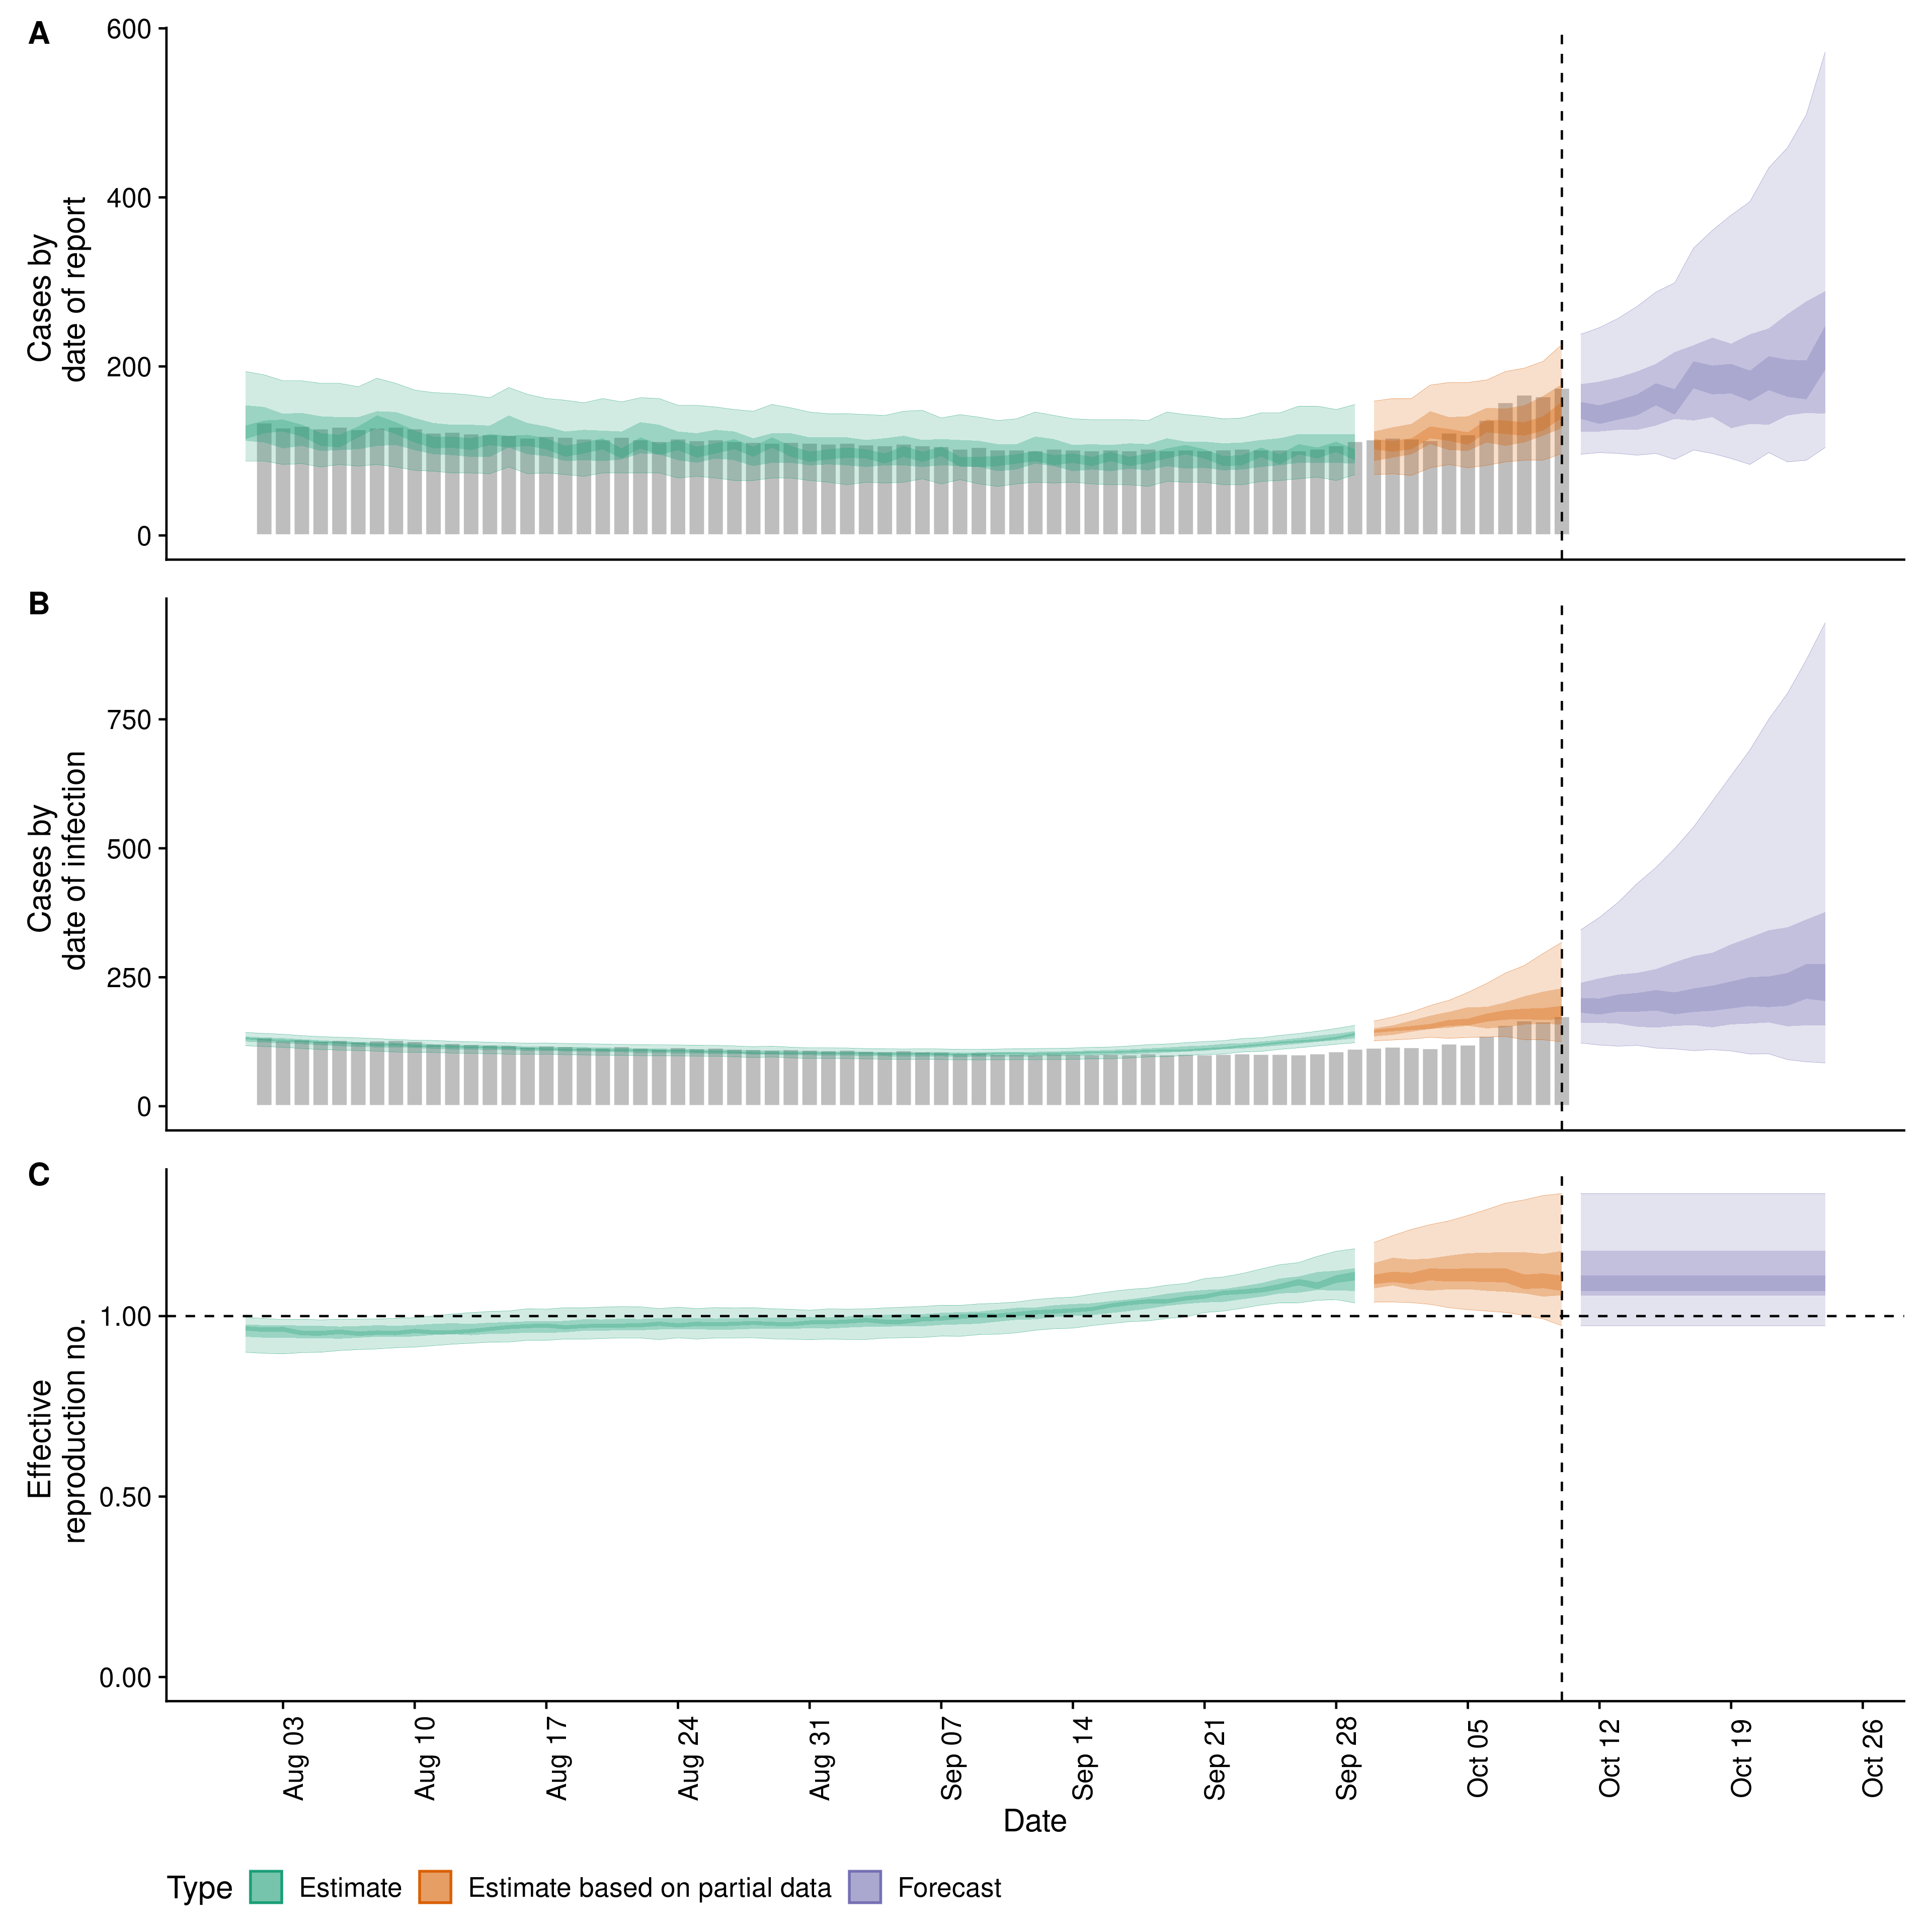 A
600
400
200
0
Cases by
date of report
B
750
500
250
0
Cases by
date of infection
C
1.00
0.50
0.00
Effective
reproduction no.
Aug 03
Aug 10
Aug 17
Aug 24
Aug 31
Sep 07
Sep 14
Sep 21
Sep 28
Oct 05
Oct 12
Oct 19
Oct 26
Date
Type Estimate Estimate based on partial data Forecast